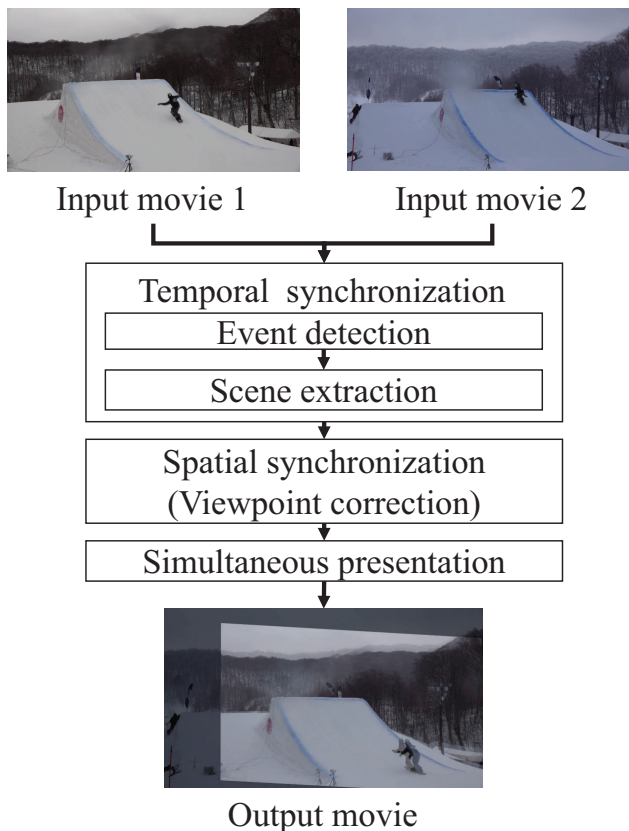 Input movie 1
Input movie 2
Temporal synchronization
Event detection
Scene extraction
Spatial synchronization
(Viewpoint correction)
Simultaneous presentation
Output movie